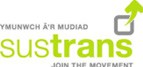 YMUNWCH Â'R MUDIAD
sustrans
JOIN THE MOVEMENT